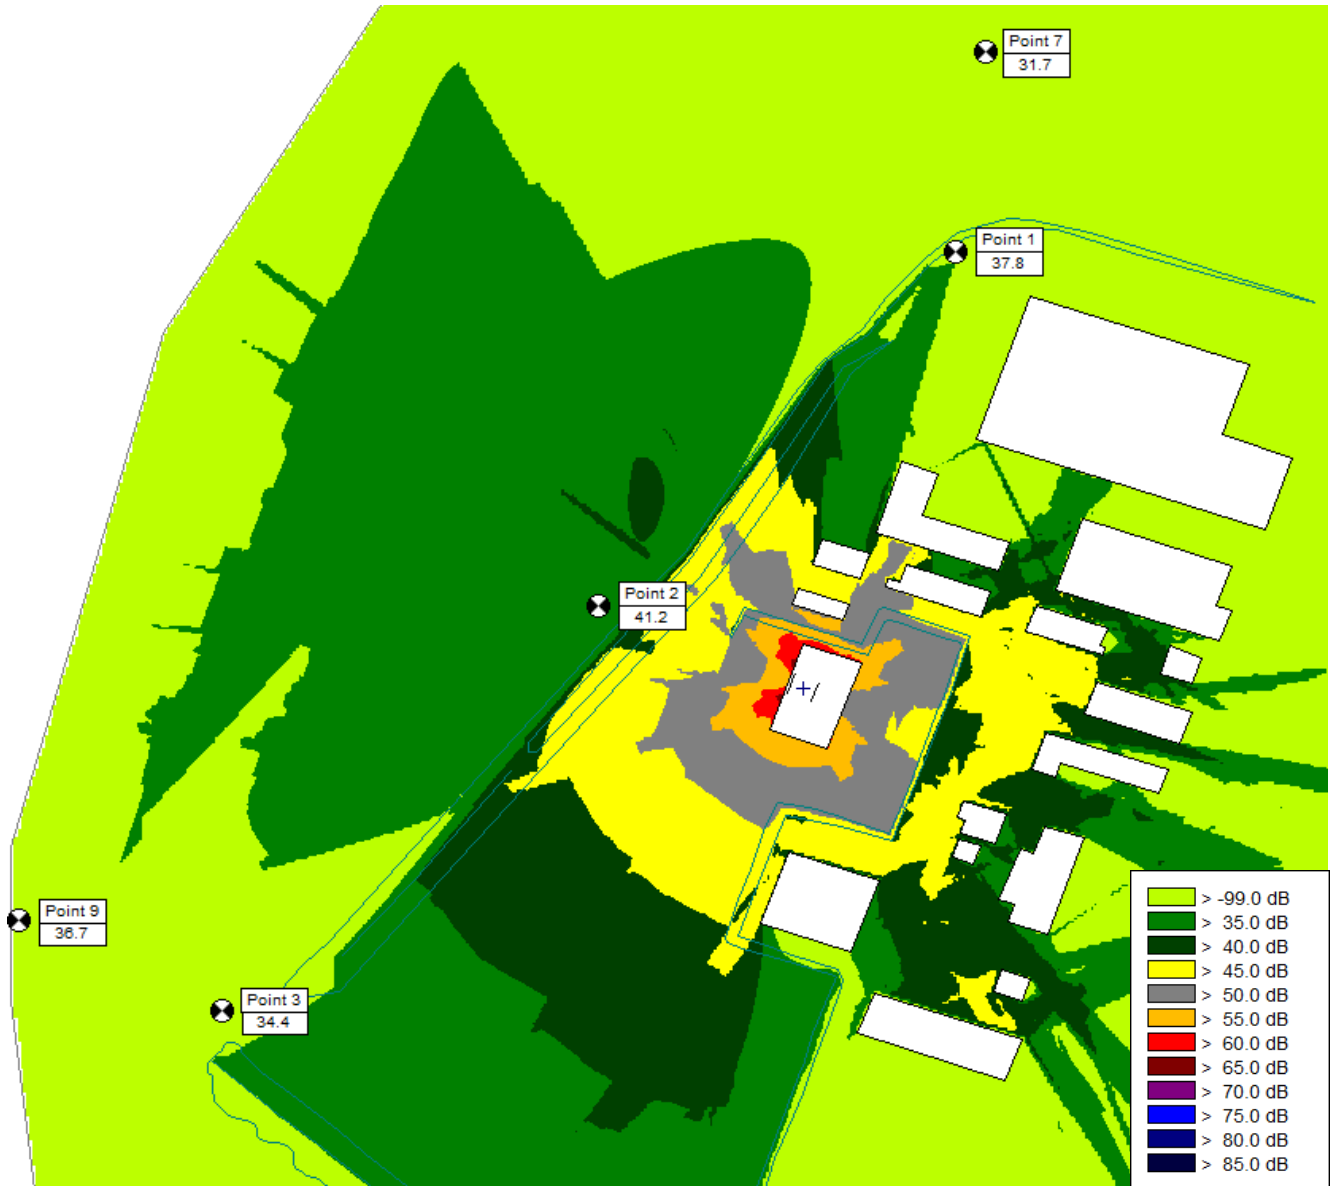 Point 7
31.7
Point 1
37.8
Point 2
41.2
Point 9
36.7
Point 3
34.4
> -99.0 dB
> 35.0 dB
> 40.0 dB
> 45.0 dB
> 50.0 dB
> 55.0 dB
> 60.0 dB
> 65.0 dB
> 70.0 dB
> 75.0 dB
> 80.0 dB
> 85.0 dB